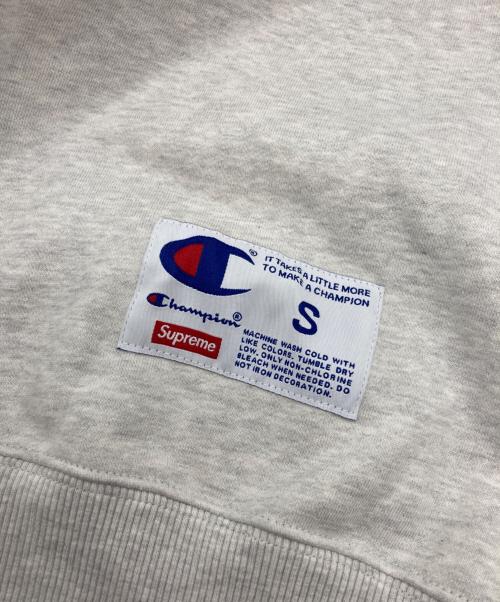 IT TAKES A LITTLE MORE
TO MAKE A CHAMPION
Champion®
S
Supreme
MACHINE WASH COLD WITH
LIKE COLORS. TUMBLE DRY
LOW. ONLY NON-CHLORINE
BLEACH WHEN NEEDED. DO
NOT IRON DECORATION.